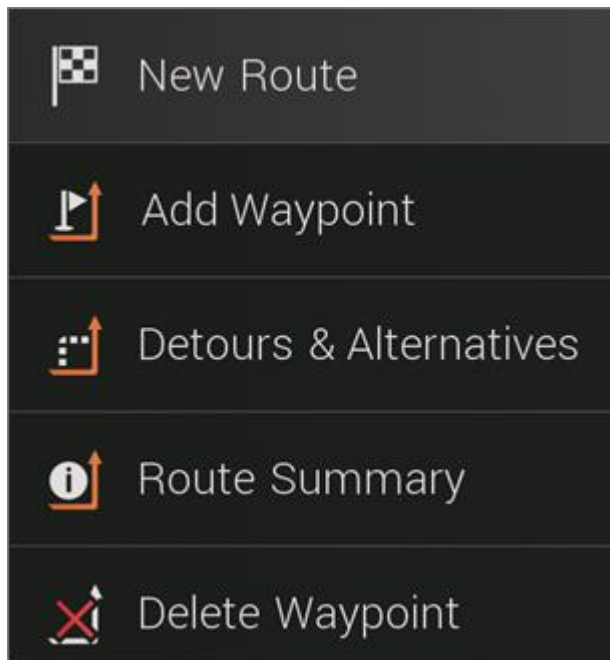 New Route
Add Waypoint
Detours & Alternatives
Route Summary
Delete Waypoint